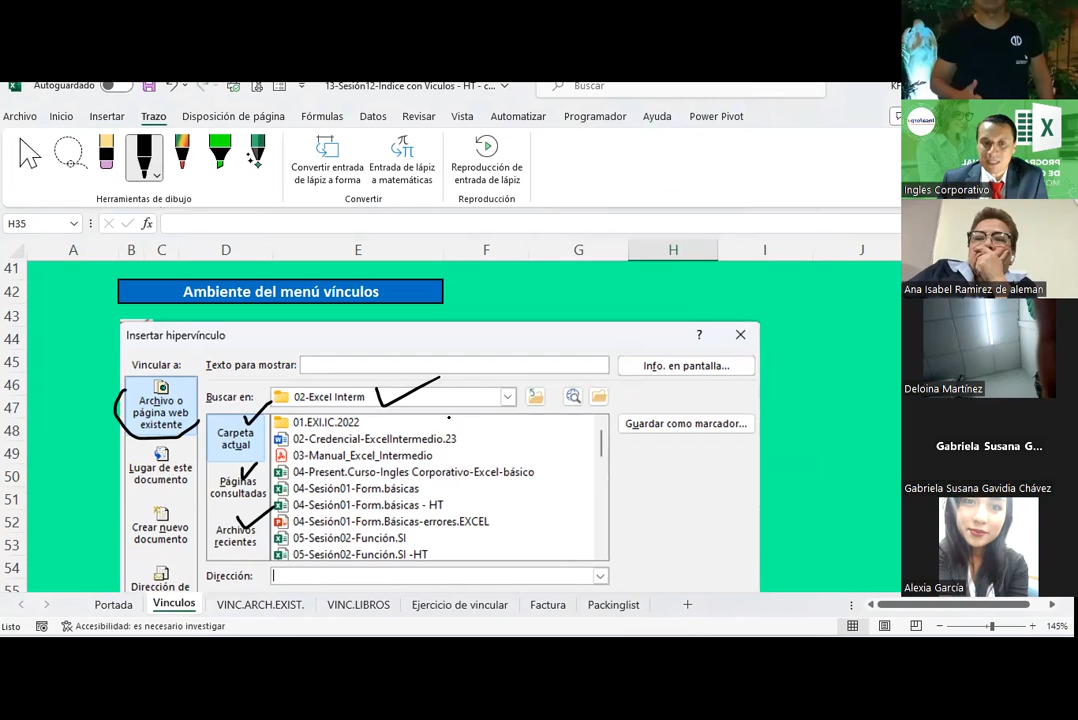 Autoguardado
13-Sesión12-Indice con Viculos - HT - c...
Buscar
Archivo Inicio Insertar Trazo Disposición de página Fórmulas Datos Revisar Vista Automatizar Programador Ayuda Power Pivot
Convertir entrada de lápiz a forma
Entrada de lápiz a matemáticas
Reproducción de entrada de lápiz
Herramientas de dibujo
Convertir
Reproducción
H35
fx
A B C D E F G H I J
41
42
43
44
45
46
47
48
49
50
51
52
53
54
55
Ambiente del menú vínculos
Insertar hipervínculo
?
Vincular a:
Texto para mostrar:
Info. en pantalla...
Archivo o
página web
existente
Buscar en:
02-Excel Interm
Guardar como marcador...
Carpeta
actual
01.EXI.IC.2022
02-Credencial-ExcelIntermedio.23
03-Manual_Excel_Intermedio
04-Present.Curso-Ingles Corporativo-Excel-básico
04-Sesión01-Form.básicas
04-Sesión01-Form.básicas - HT
04-Sesión01-Form.Básicas-errores.EXCEL
05-Sesión02-Función.SI
05-Sesión02-Función.SI -HT
Lugar de este
documento
Páginas
consultadas
Crear nuevo
documento
Archivos
recientes
Dirección de
Dirección:
Portada Vinculos VINC.ARCH.EXIST. VINC.LIBROS Ejercicio de vincular Factura Packinglist
Listo
Accesibilidad: es necesario investigar
145%
Ingles Corporativo
Ana Isabel Ramirez de aleman
Deloina Martínez
Gabriela Susana G...
Gabriela Susana Gavidia Chávez
Alexia García